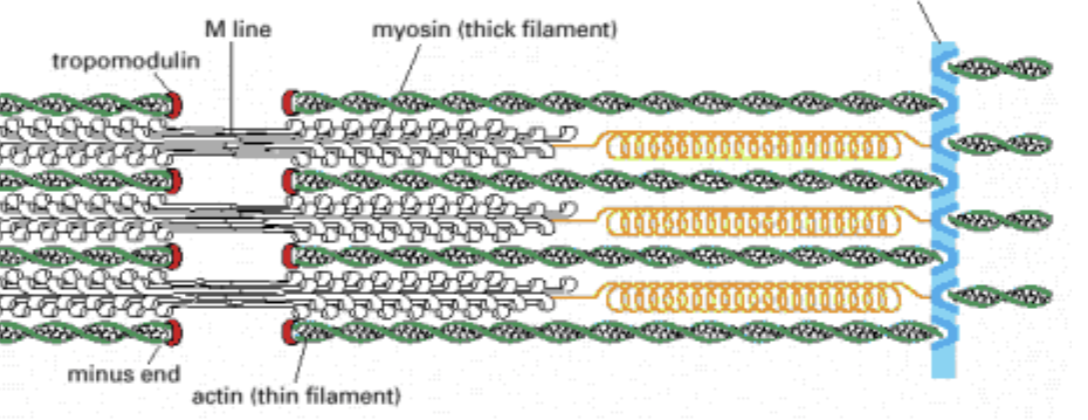 M line
myosin (thick filament)
tropomodulin
minus end
actin (thin filament)